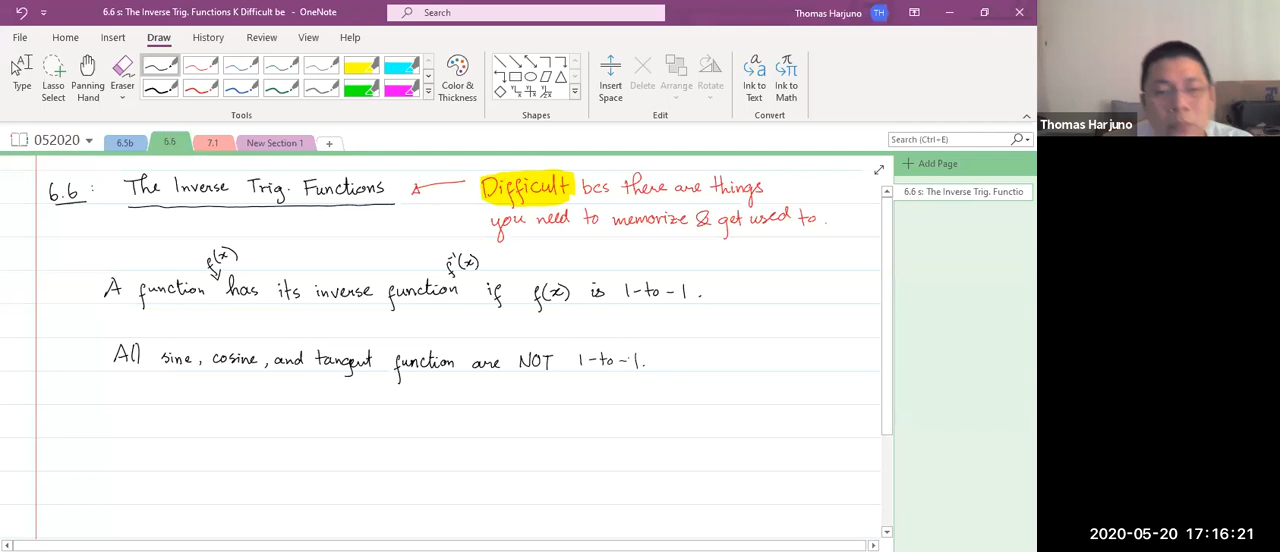 6.6 s: The Inverse Trig. Functions K Difficult be - OneNote
Search
Thomas Harjuno
TH
File Home Insert Draw History Review View Help
Type
Lasso Select
Panning Hand
Eraser
Color & Thickness
Insert Space
Delete
Arrange
Rotate
Ink to Text
Ink to Math
Tools
Shapes
Edit
Convert
052020
6.5b
6.5
7.1
New Section 1
Search (Ctrl+E)
Add Page
6.6 s: The Inverse Trig. Functio
Thomas Harjuno
6.6 : The Inverse Trig. Functions
Difficult bcs there are things
you need to memorize & get used to.
f(x)
f⁻¹(x)
A function has its inverse function if f(x) is 1-to-1.
All sine, cosine, and tangent function are NOT 1-to-1.
2020-05-20 17:16:21